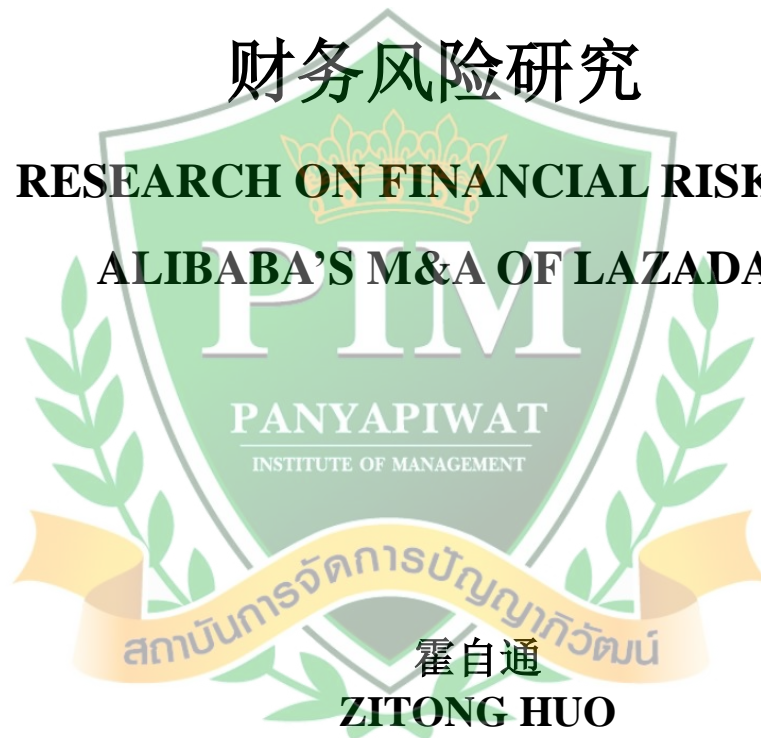 财务风险研究
RESEARCH ON FINANCIAL RISK
ALIBABA’S M&A OF LAZADA
PIM
PANYAPIWAT
INSTITUTE OF MANAGEMENT
สถาบันการจัดการปัญญาภิวัฒน์
霍自通
ZITONG HUO